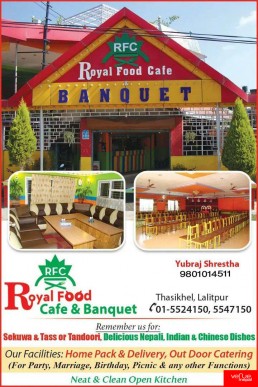 RFC
Royal Food Cafe
BANQUET
RFC
Royal Food
Cafe & Banquet
Yubraj Shrestha
9801014511
Thasikhel, Lalitpur
01-5524150, 5547150
Remember us for:
Sekuwa & Tass or Tandoori, Delicious Nepali, Indian & Chinese Dishes
Our Facilities: Home Pack & Delivery, Out Door Catering
(For Party, Marriage, Birthday, Picnic & any other Functions)
Neat & Clean Open Kitchen